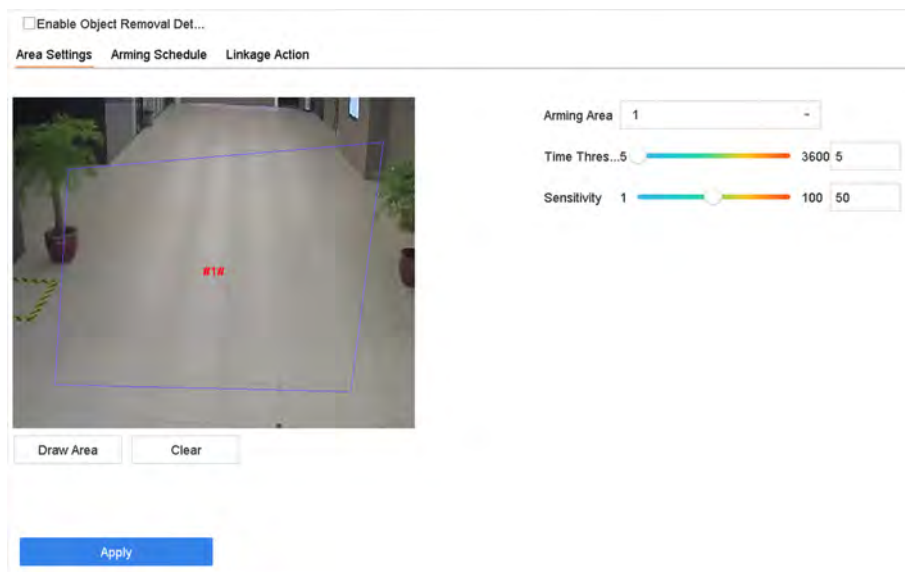 Enable Object Removal Det...
Area Settings Arming Schedule Linkage Action
Arming Area 1
Time Thres...5 3600 5
Sensitivity 1 100 50
#1#
Draw Area Clear
Apply